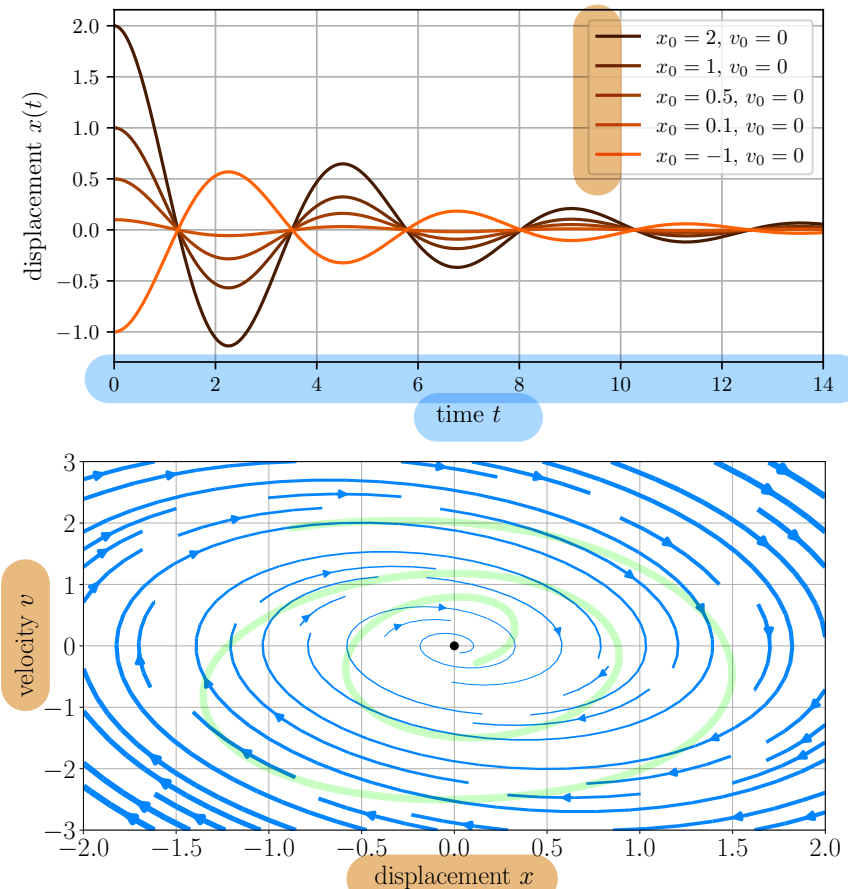 2.0
1.5
1.0
0.5
0.0
−0.5
−1.0
displacement x(t)
x₀ = 2, v₀ = 0
x₀ = 1, v₀ = 0
x₀ = 0.5, v₀ = 0
x₀ = 0.1, v₀ = 0
x₀ = −1, v₀ = 0
0 2 4 6 8 10 12 14
time t
3
2
1
0
−1
−2
−3
velocity v
−2.0 −1.5 −1.0 −0.5 0.0 0.5 1.0 1.5 2.0
displacement x